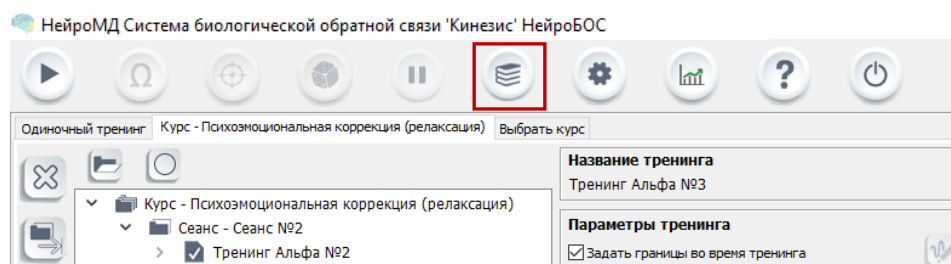 НейроМД Система биологической обратной связи 'Кинезис' НейроБОС
Ω ?
Одиночный тренинг Курс - Психоэмоциональная коррекция (релаксация) Выбрать курс
Название тренинга
Тренинг Альфа №3
Курс - Психоэмоциональная коррекция (релаксация)
Сеанс - Сеанс №2
Тренинг Альфа №2
Параметры тренинга
Задать границы во время тренинга